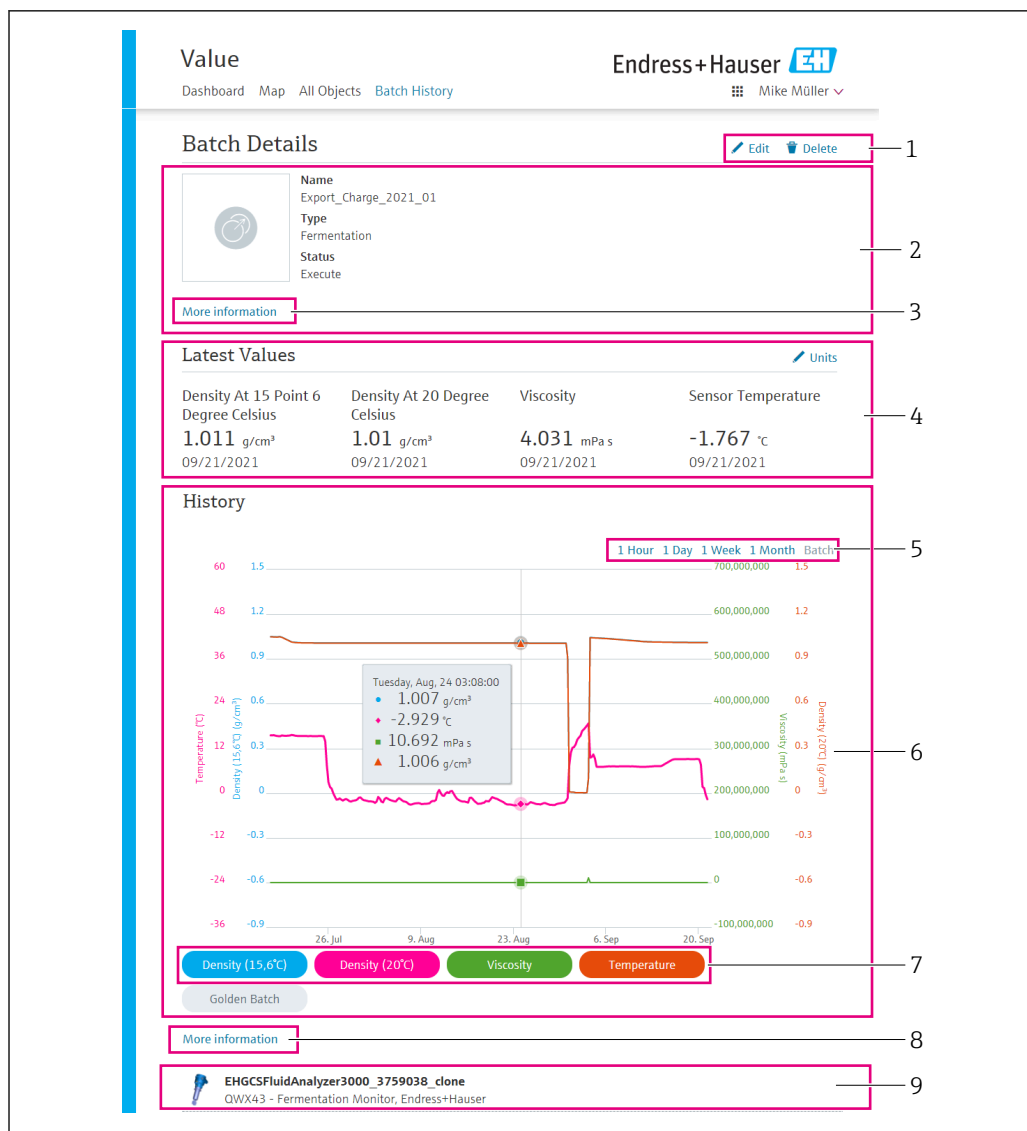 Value
Endress+Hauser EH
Dashboard Map All Objects Batch History
Mike Müller
Batch Details
Edit Delete
1
Name
Export_Charge_2021_01
Type
Fermentation
Status
Execute
2
More information
3
Latest Values
Units
Density At 15 Point 6
Degree Celsius
1.011 g/cm³
09/21/2021
Density At 20 Degree
Celsius
1.01 g/cm³
09/21/2021
Viscosity
4.031 mPa s
09/21/2021
Sensor Temperature
-1.767 °C
09/21/2021
4
History
1 Hour 1 Day 1 Week 1 Month Batch
5
60 1.5 700,000,000 1.5
48 1.2 600,000,000 1.2
36 0.9 500,000,000 0.9
24 0.6 400,000,000 0.6
12 0.3 300,000,000 0.3
0 0 200,000,000 0
-12 -0.3 100,000,000 -0.3
-24 -0.6 0 -0.6
-36 -0.9 -100,000,000 -0.9
Temperature (°C)
Density (15,6°C) (g/cm³)
Viscosity (mPa s)
Density (20°C) (g/cm³)
Tuesday, Aug, 24 03:08:00
1.007 g/cm³
-2.929 °C
10.692 mPa s
1.006 g/cm³
6
26. Jul 9. Aug 23. Aug 6. Sep 20. Sep
Density (15,6°C) Density (20°C) Viscosity Temperature
7
Golden Batch
More information
8
EHGCSFluidAnalyzer3000_3759038_clone
QWX43 - Fermentation Monitor, Endress+Hauser
9